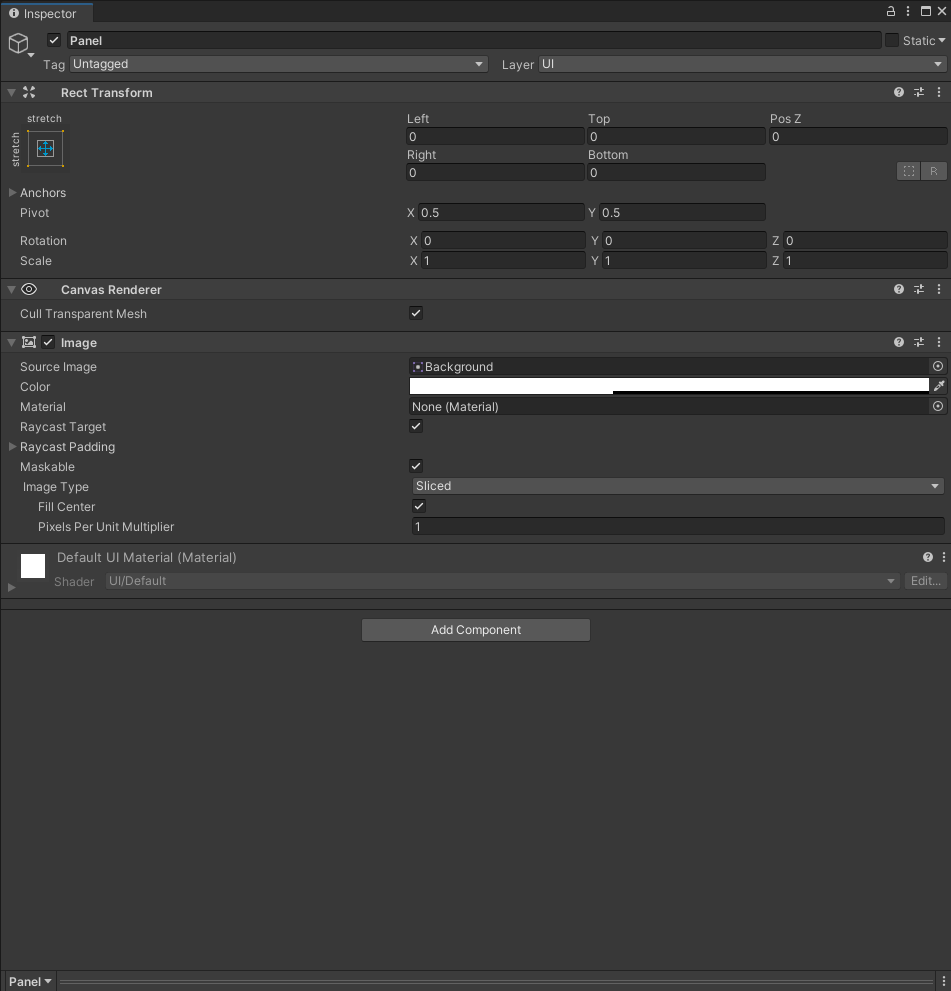 Inspector
Panel Static
Tag Untagged Layer UI
Rect Transform
stretch Left Top Pos Z
stretch 0 0 0
Right Bottom
0 0 R
Anchors
Pivot X 0.5 Y 0.5
Rotation X 0 Y 0 Z 0
Scale X 1 Y 1 Z 1
Canvas Renderer
Cull Transparent Mesh
Image
Source Image Background
Color
Material None (Material)
Raycast Target
Raycast Padding
Maskable
Image Type Sliced
Fill Center
Pixels Per Unit Multiplier 1
Default UI Material (Material)
Shader UI/Default Edit...
Add Component
Panel